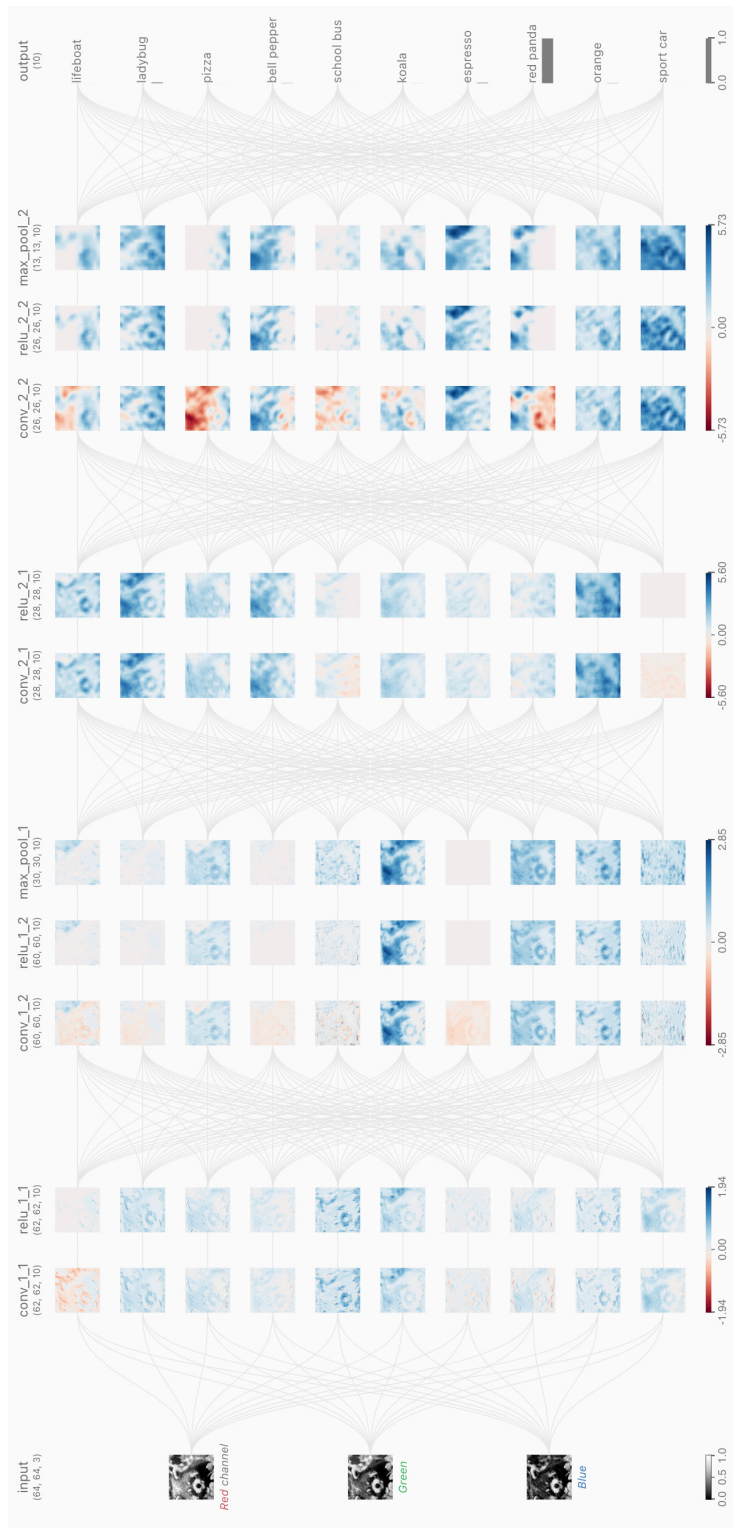 input
(64, 64, 3)
Red channel
Green
Blue
0.0 0.5 1.0
conv_1_1
(62, 62, 10)
relu_1_1
(62, 62, 10)
-1.94 0.00 1.94
conv_1_2
(60, 60, 10)
relu_1_2
(60, 60, 10)
max_pool_1
(30, 30, 10)
-2.85 0.00 2.85
conv_2_1
(28, 28, 10)
relu_2_1
(28, 28, 10)
-5.60 0.00 5.60
conv_2_2
(26, 26, 10)
relu_2_2
(26, 26, 10)
max_pool_2
(13, 13, 10)
-5.73 0.00 5.73
output
(10)
lifeboat
ladybug
pizza
bell pepper
school bus
koala
espresso
red panda
orange
sport car
0.0 1.0